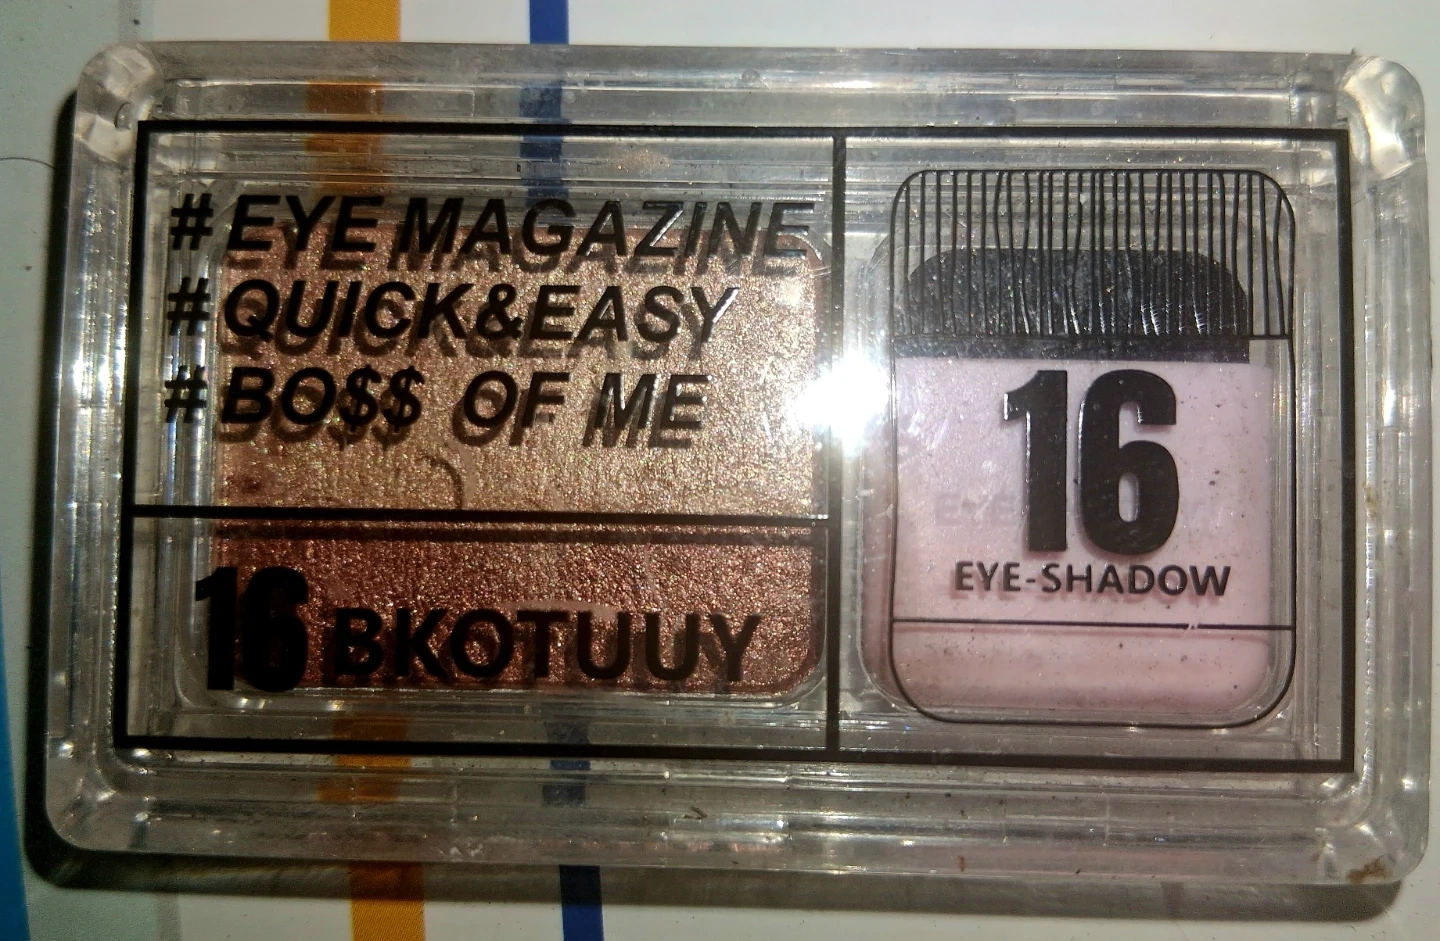 # EYE MAGAZINE
# QUICK&EASY
# BO$$ OF ME
16 BKOTUUY
16
EYE-SHADOW